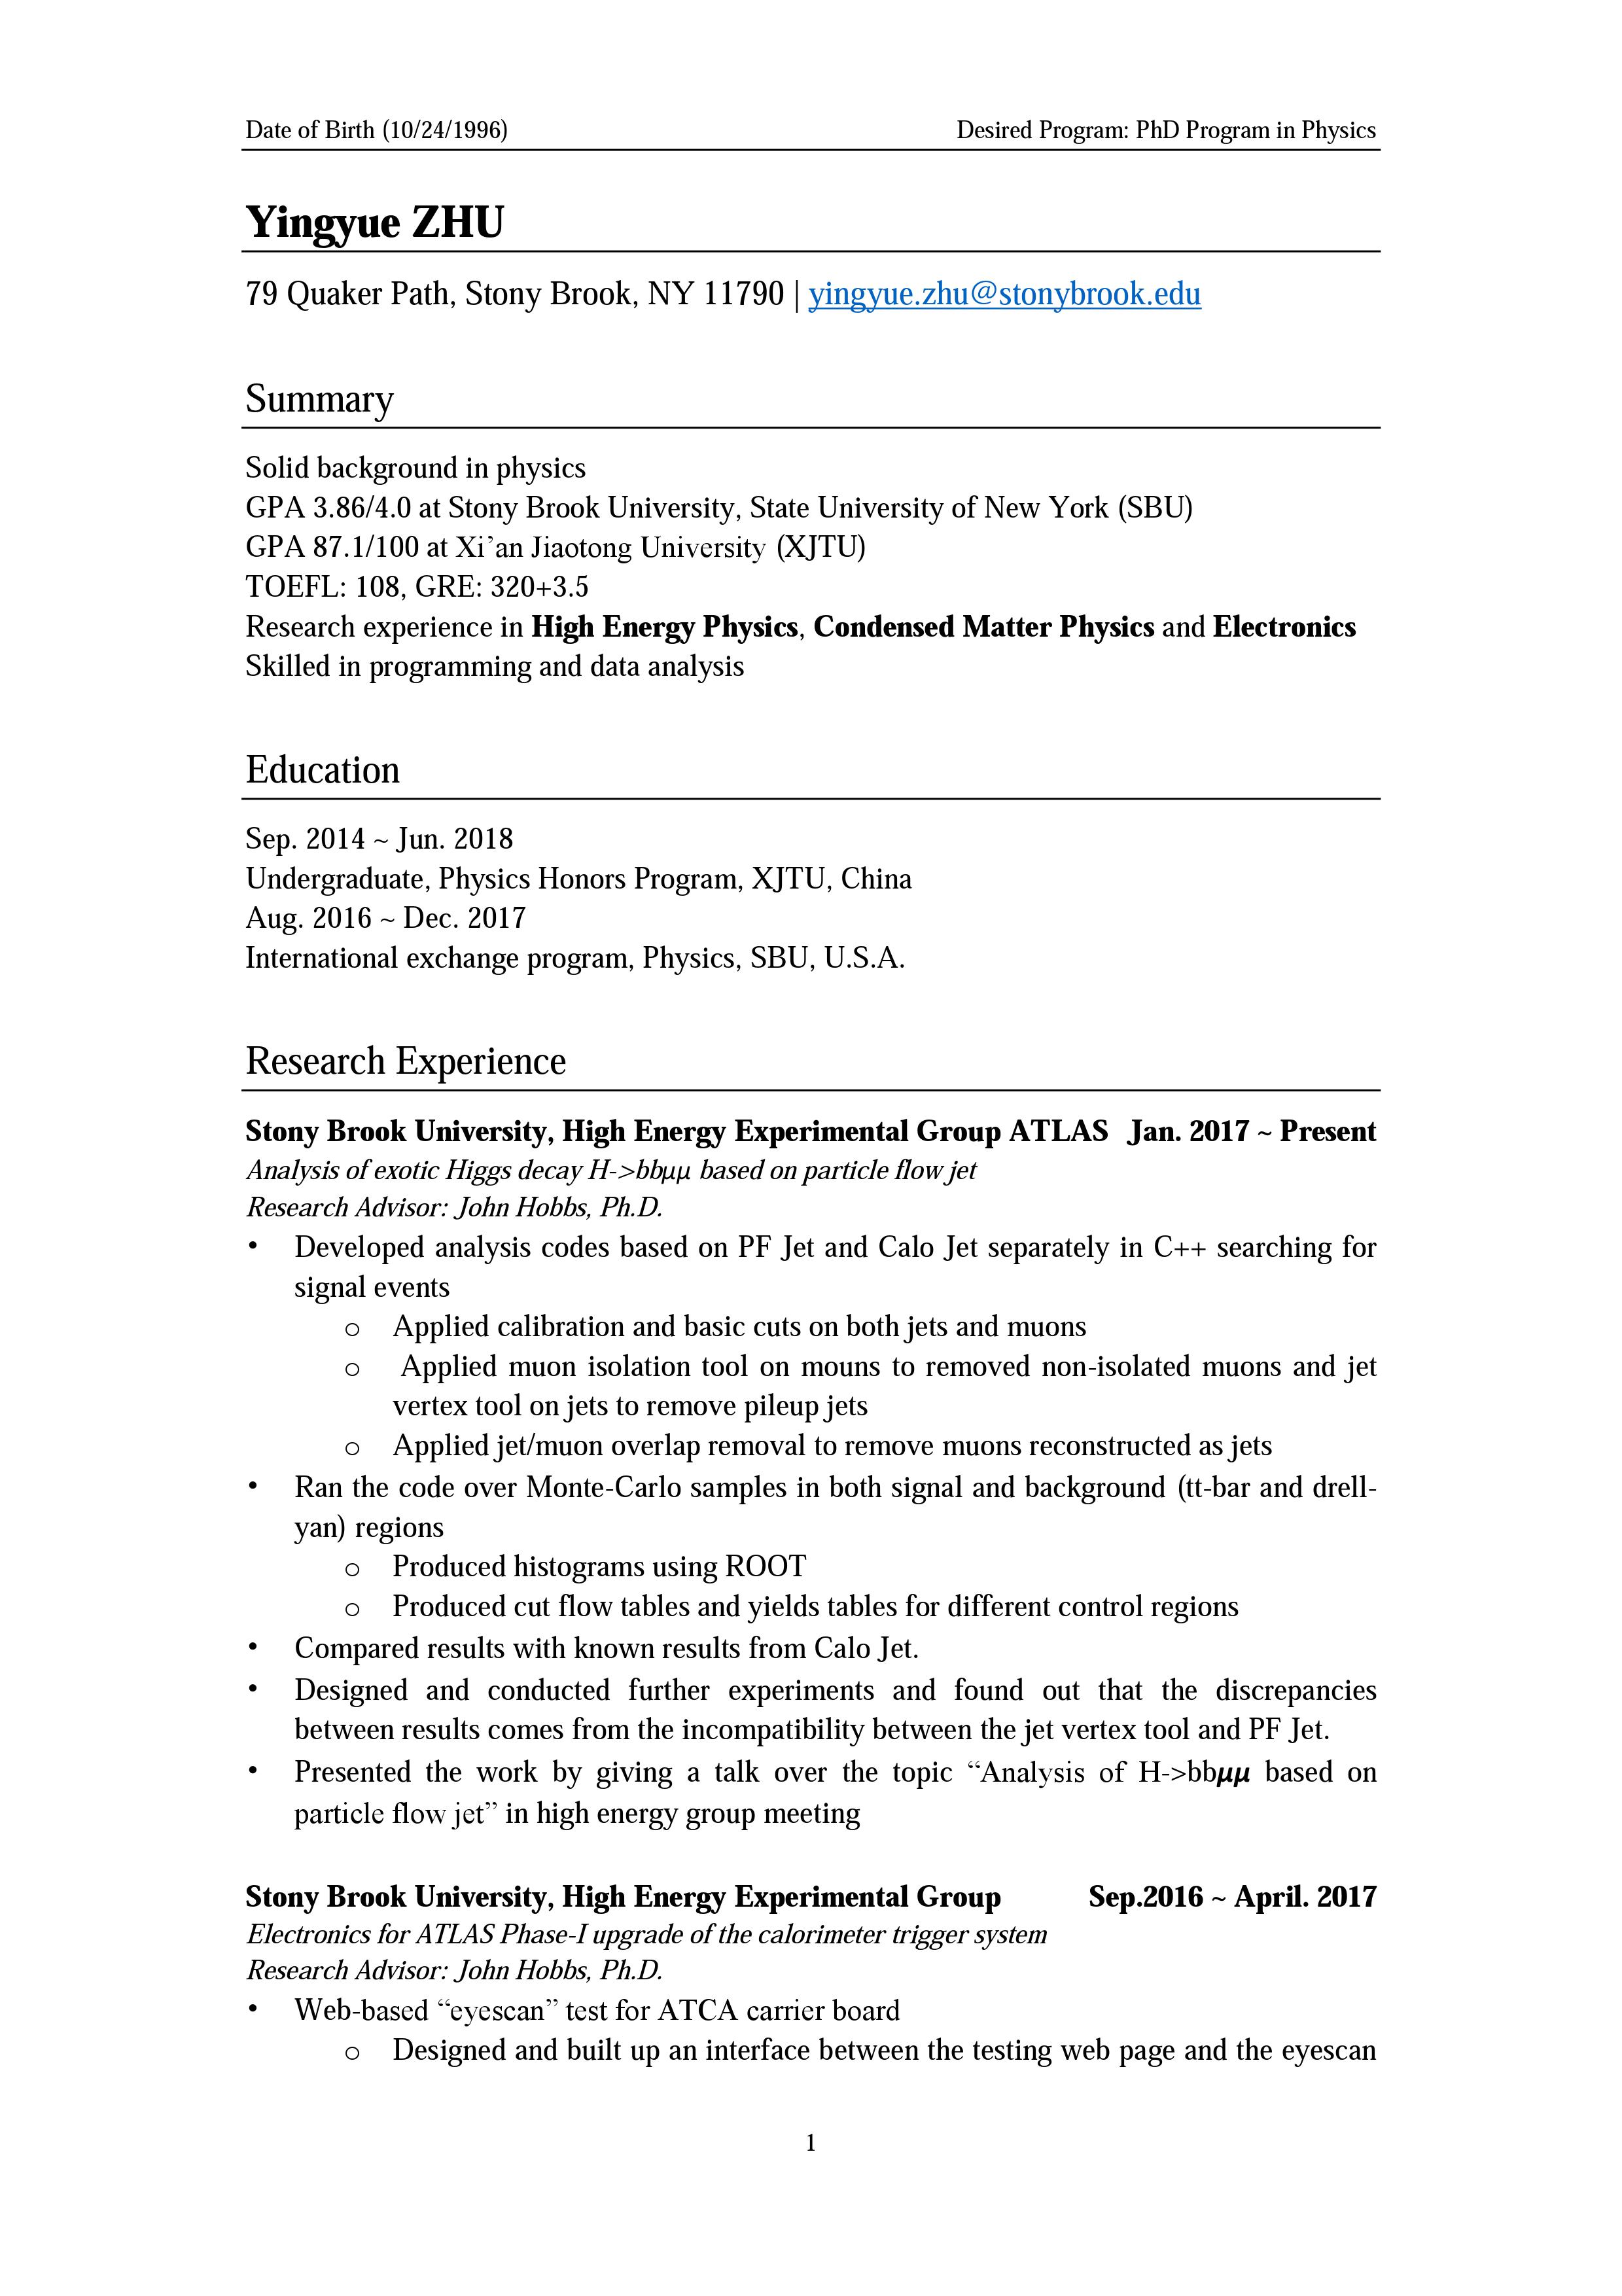 Date of Birth (10/24/1996) Desired Program: PhD Program in Physics
Yingyue ZHU
79 Quaker Path, Stony Brook, NY 11790 | yingyue.zhu@stonybrook.edu
Summary
Solid background in physics
GPA 3.86/4.0 at Stony Brook University, State University of New York (SBU)
GPA 87.1/100 at Xi’an Jiaotong University (XJTU)
TOEFL: 108, GRE: 320+3.5
Research experience in High Energy Physics, Condensed Matter Physics and Electronics
Skilled in programming and data analysis
Education
Sep. 2014 ~ Jun. 2018
Undergraduate, Physics Honors Program, XJTU, China
Aug. 2016 ~ Dec. 2017
International exchange program, Physics, SBU, U.S.A.
Research Experience
Stony Brook University, High Energy Experimental Group ATLAS Jan. 2017 ~ Present
Analysis of exotic Higgs decay H->bbμμ based on particle flow jet
Research Advisor: John Hobbs, Ph.D.
• Developed analysis codes based on PF Jet and Calo Jet separately in C++ searching for
signal events
o Applied calibration and basic cuts on both jets and muons
o Applied muon isolation tool on mouns to removed non-isolated muons and jet
vertex tool on jets to remove pileup jets
o Applied jet/muon overlap removal to remove muons reconstructed as jets
• Ran the code over Monte-Carlo samples in both signal and background (tt-bar and drell-
yan) regions
o Produced histograms using ROOT
o Produced cut flow tables and yields tables for different control regions
• Compared results with known results from Calo Jet.
• Designed and conducted further experiments and found out that the discrepancies
between results comes from the incompatibility between the jet vertex tool and PF Jet.
• Presented the work by giving a talk over the topic “Analysis of H->bbμμ based on
particle flow jet” in high energy group meeting
Stony Brook University, High Energy Experimental Group Sep.2016 ~ April. 2017
Electronics for ATLAS Phase-I upgrade of the calorimeter trigger system
Research Advisor: John Hobbs, Ph.D.
• Web-based “eyescan” test for ATCA carrier board
o Designed and built up an interface between the testing web page and the eyescan
1